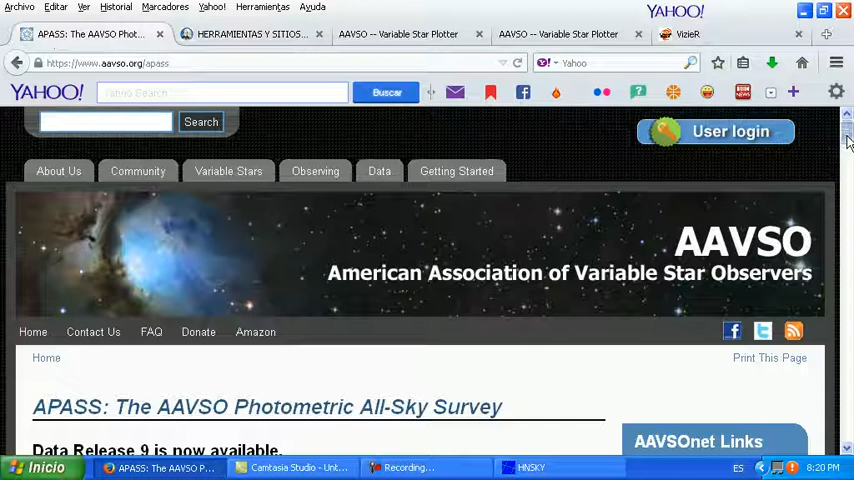 Archivo Editar Ver Historial Marcadores Yahoo! Favoritos Herramientas Ayuda YAHOO!
APASS: The AAVSO Phot... HERRAMIENTAS Y SITIOS... AAVSO -- Variable Star Plotter AAVSO -- Variable Star Plotter VizieR
https://www.aavso.org/apass Yahoo
YAHOO! Yahoo Search Buscar
Search User login
About Us Community Variable Stars Observing Data Getting Started
AAVSO
American Association of Variable Star Observers
Home Contact Us FAQ Donate Amazon
Home Print This Page
APASS: The AAVSO Photometric All-Sky Survey
Data Release 9 is now available.
AAVSOnet Links
Inicio APASS: The AAVSO P... Camtasia Studio - Unt... Recording... HNSKY ES 8:20 PM